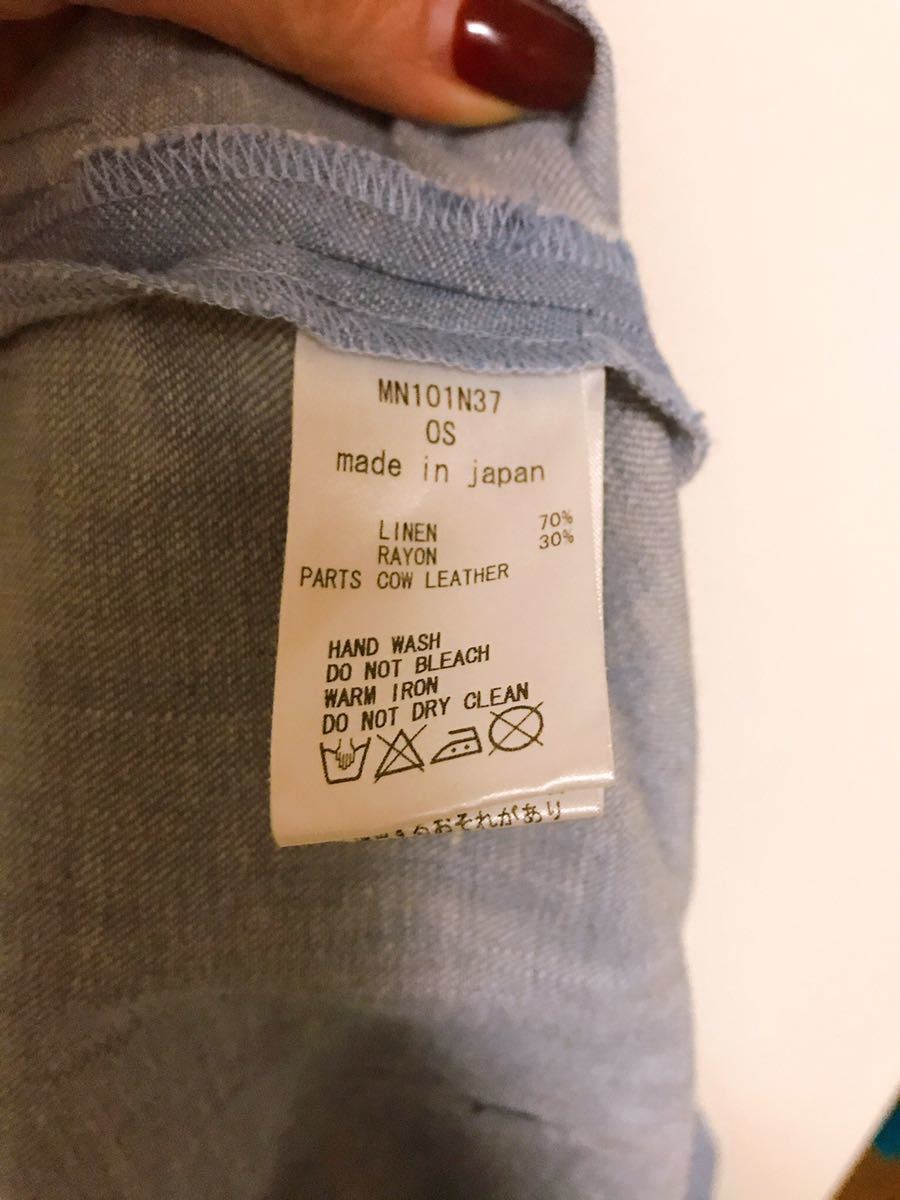 MN101N37
OS
made in japan
LINEN 70%
RAYON 30%
PARTS COW LEATHER
HAND WASH
DO NOT BLEACH
WARM IRON
DO NOT DRY CLEAN
おそれがあり